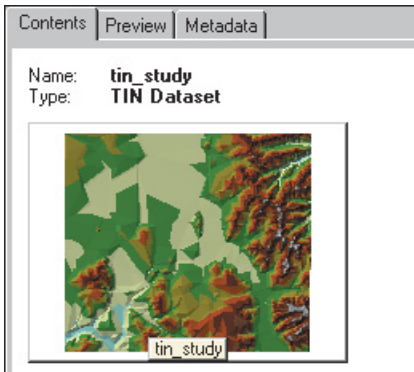 Contents Preview Metadata
Name: tin_study
Type: TIN Dataset
tin_study